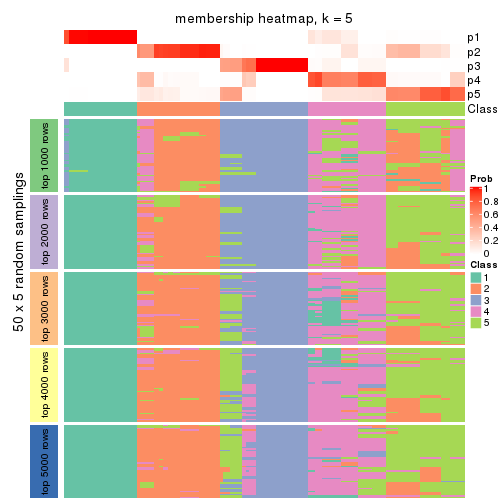 membership heatmap, k = 5
p1
p2
p3
p4
p5
Class
50 x 5 random samplings
top 1000 rows
top 2000 rows
top 3000 rows
top 4000 rows
top 5000 rows
Prob
1
0.8
0.6
0.4
0.2
0
Class
1
2
3
4
5